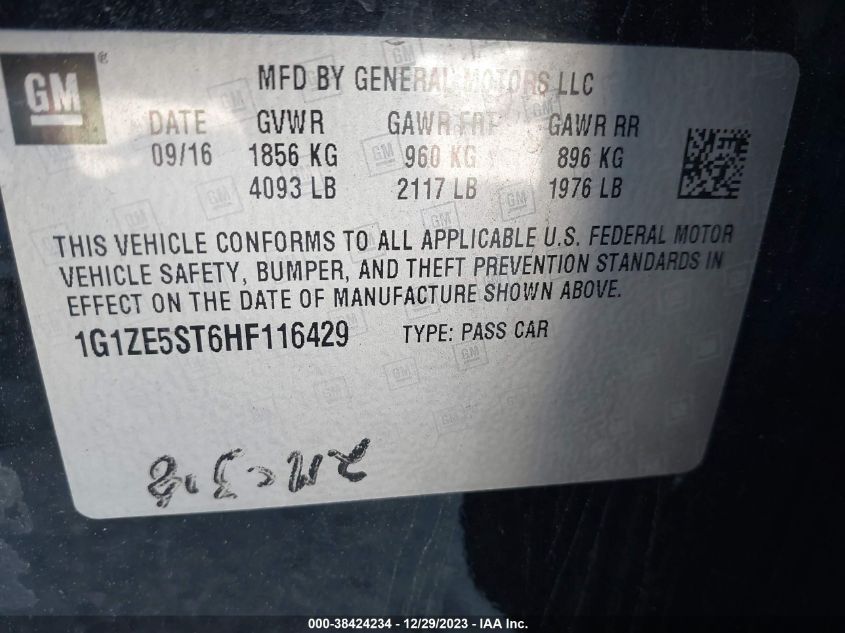 GM ®
MFD BY GENERAL MOTORS LLC
DATE GVWR GAWR FRT GAWR RR
09/16 1856 KG 960 KG 896 KG
4093 LB 2117 LB 1976 LB
THIS VEHICLE CONFORMS TO ALL APPLICABLE U.S. FEDERAL MOTOR
VEHICLE SAFETY, BUMPER, AND THEFT PREVENTION STANDARDS IN
EFFECT ON THE DATE OF MANUFACTURE SHOWN ABOVE.
1G1ZE5ST6HF116429 TYPE: PASS CAR
000-38424234 - 12/29/2023 - IAA Inc.